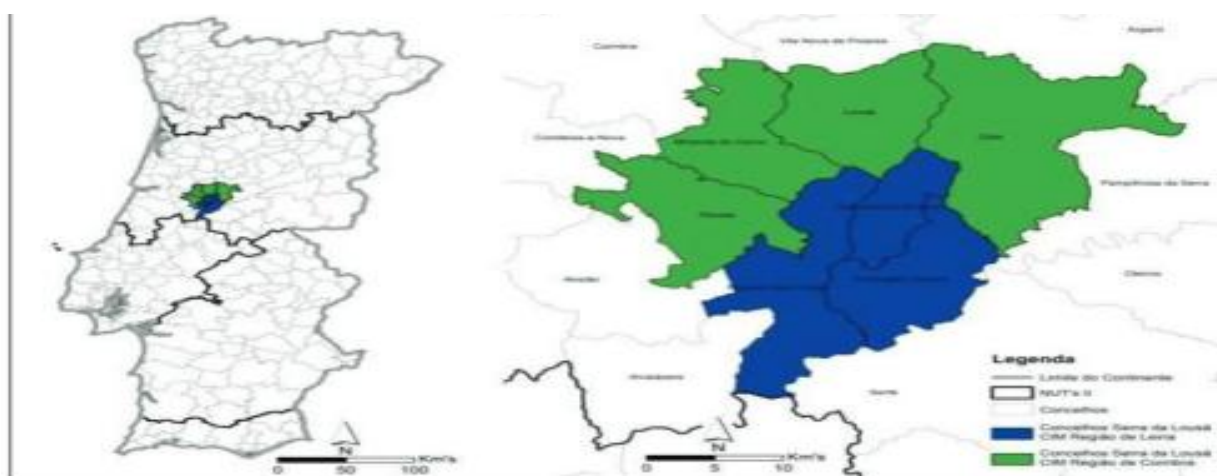 Coimbra
Vila Nova de Poiares
Arganil
Condeixa-a-Nova
Lousã
Góis
Miranda do Corvo
Pampilhosa da Serra
Penela
Ansião
Oleiros
Alvaiázere
Sertã
Legenda
Limite do Continente
NUT's II
Concelhos
Concelhos Serra da Lousã
CIM Região de Leiria
Concelhos Serra da Lousã
CIM Região de Coimbra
N
Km's
0 50 100
N
Km's
0 5 10